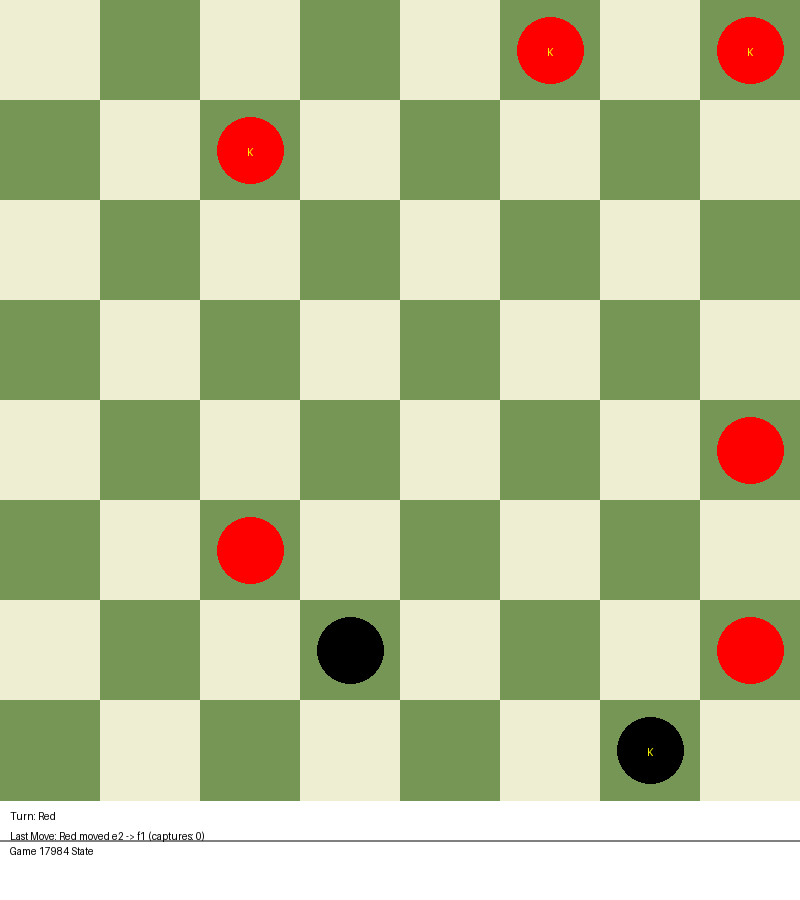 K K
K
K
Turn: Red
Last Move: Red moved e2 -> f1 (captures: 0)
Game 17984 State